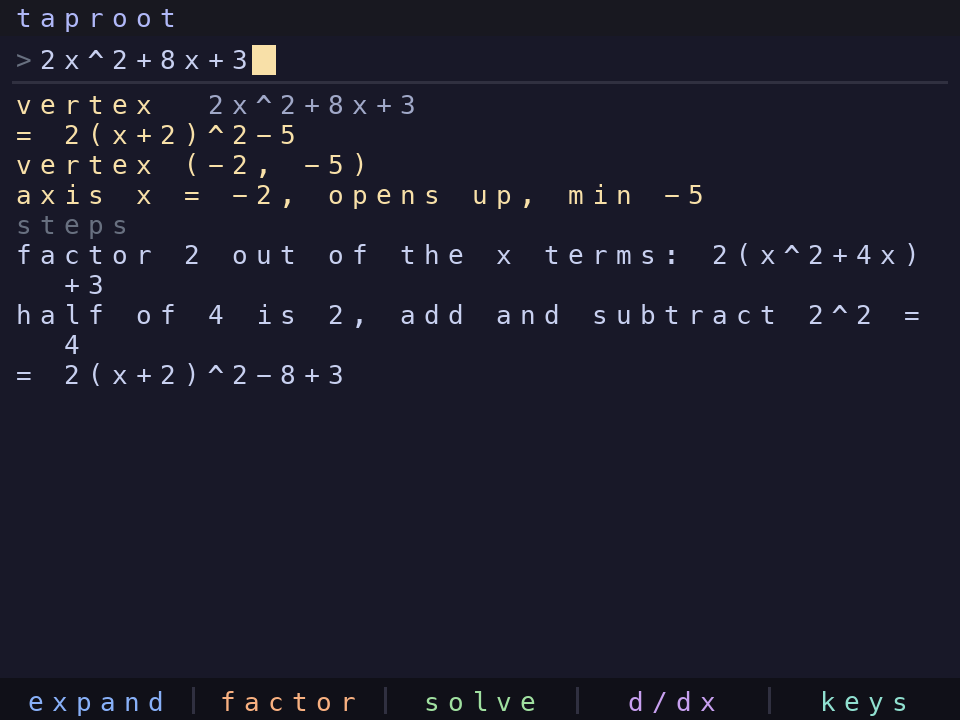 taproot
>2x^2+8x+3
vertex  2x^2+8x+3
= 2(x+2)^2−5
vertex (−2, −5)
axis x = −2, opens up, min −5
steps
factor 2 out of the x terms: 2(x^2+4x)
+3
half of 4 is 2, add and subtract 2^2 =
4
= 2(x+2)^2−8+3
expand | factor | solve | d/dx | keys